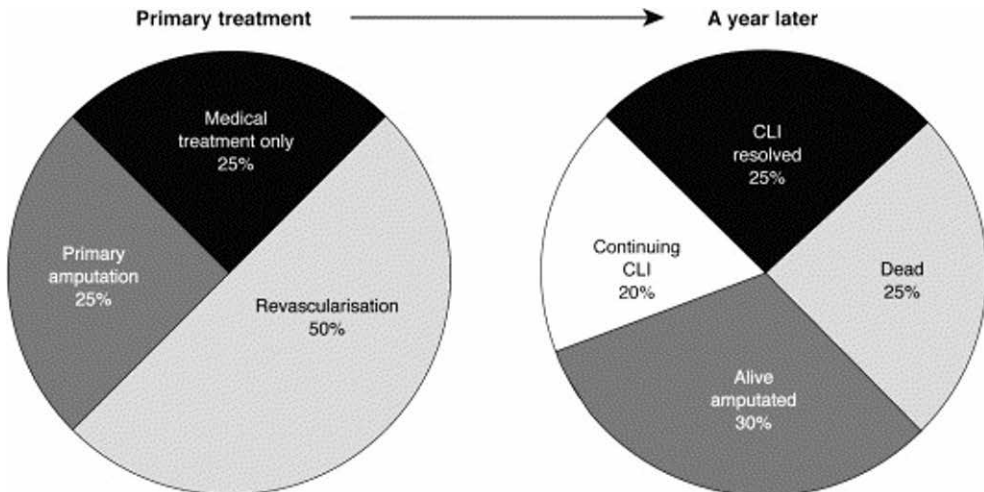 Primary treatment
A year later
Medical
treatment only
25%
Primary
amputation
25%
Revascularisation
50%
CLI
resolved
25%
Continuing
CLI
20%
Dead
25%
Alive
amputated
30%